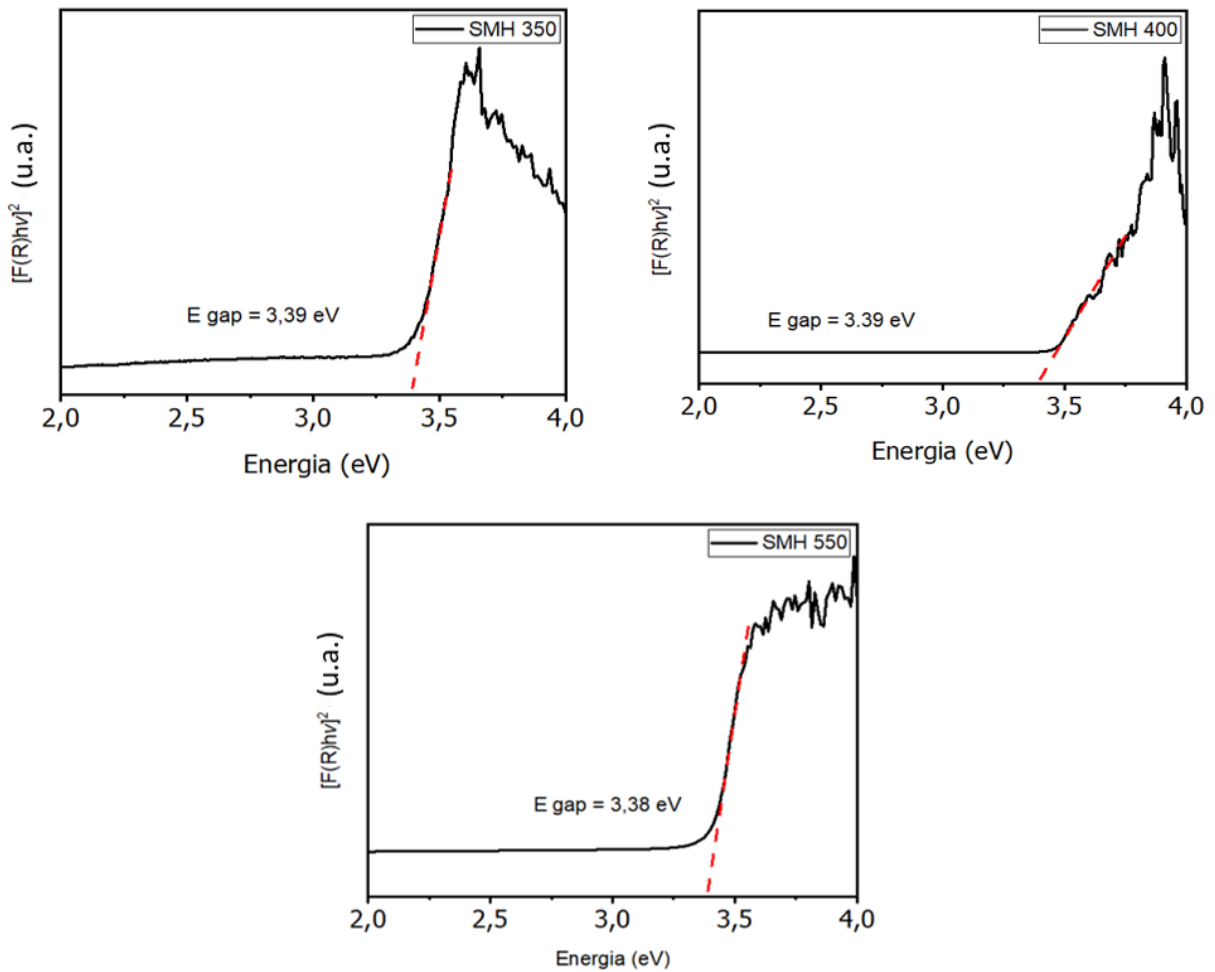 SMH 350
[F(R)hν]² (u.a.)
E gap = 3,39 eV
2,0 2,5 3,0 3,5 4,0
Energia (eV)
SMH 400
[F(R)hν]² (u.a.)
E gap = 3.39 eV
2,0 2,5 3,0 3,5 4,0
Energia (eV)
SMH 550
[F(R)hν]² (u.a.)
E gap = 3,38 eV
2,0 2,5 3,0 3,5 4,0
Energia (eV)